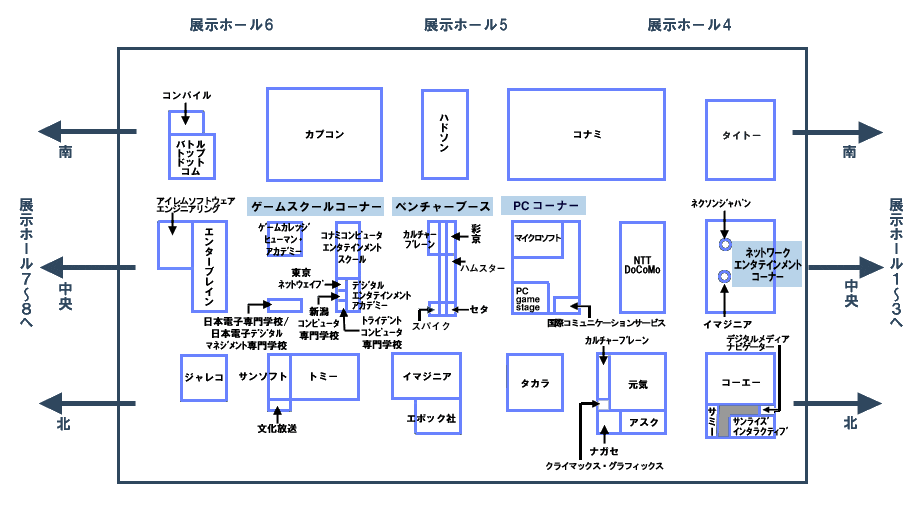 展示ホール6
展示ホール5
展示ホール4
コンパイル
バトル
トップ
ドット
コム
カプコン
ハドソン
コナミ
タイトー
南
南
アイレムソフトウェア
エンジニアリング
エンターブレイン
ゲームスクールコーナー
ゲームカレッジ
ヒューマン・
アカデミー
コナミコンピュータ
エンタテインメント
スクール
東京
ネットウェイブ
デジタル
エンタテインメント
アカデミー
新潟
コンピュータ
専門学校
トライデント
コンピュータ
専門学校
日本電子専門学校/
日本電子デジタル
マネジメント専門学校
ベンチャーブース
カルチャー
ブレーン
彩京
ハムスター
セタ
スパイク
PCコーナー
マイクロソフト
PC
game
stage
国際コミュニケーションサービス
NTT
DoCoMo
ネクソンジャパン
ネットワーク
エンタテインメント
コーナー
イマジニア
展示ホール7〜8へ
中央
展示ホール1〜3へ
中央
ジャレコ
サンソフト
トミー
文化放送
イマジニア
エポック社
タカラ
カルチャーブレーン
元気
アスク
ナガセ
クライマックス・グラフィックス
デジタルメディア
ナビゲーター
コーエー
サミー
サンライズ
インタラクティブ
北
北